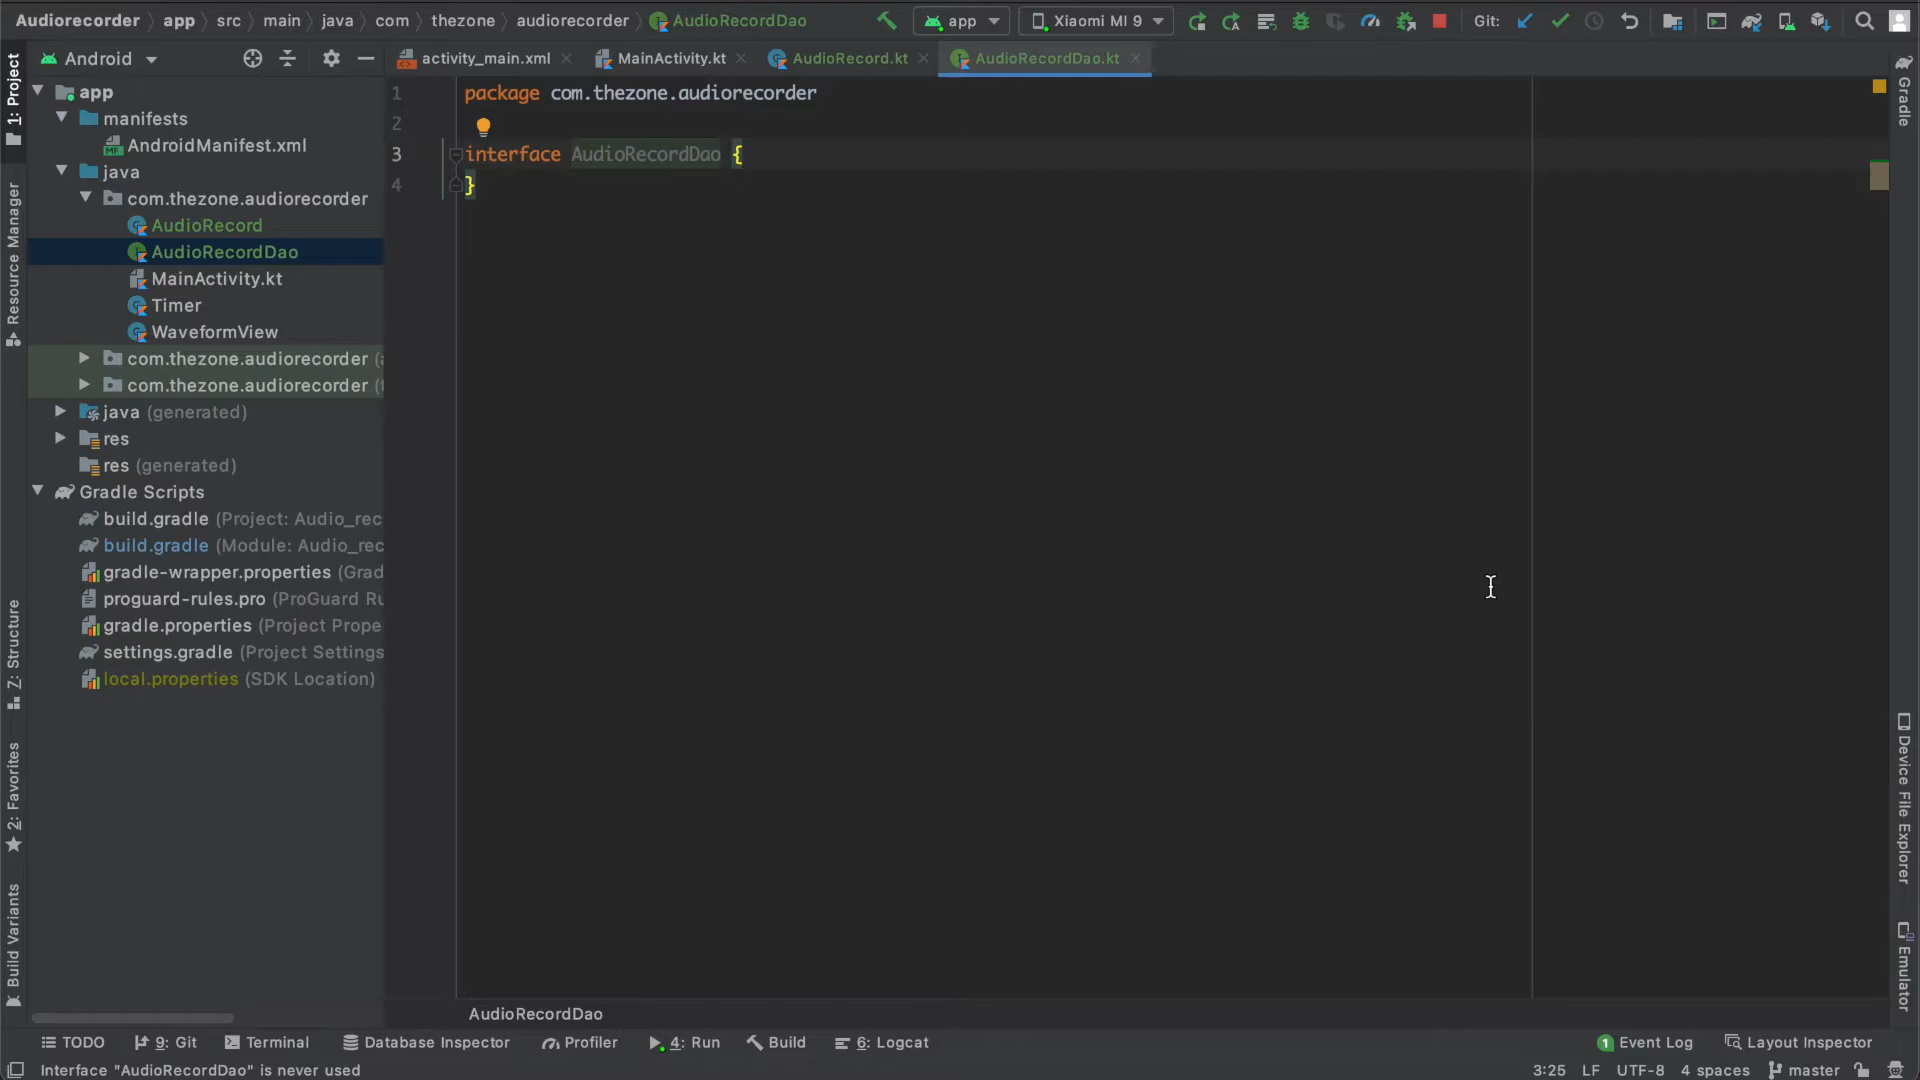 Audiorecorder app src main java com thezone audiorecorder AudioRecordDao app Xiaomi MI 9 Git:
1: Project
Android
activity_main.xml MainActivity.kt AudioRecord.kt AudioRecordDao.kt
Gradle
app
manifests
AndroidManifest.xml
java
com.thezone.audiorecorder
AudioRecord
AudioRecordDao
MainActivity.kt
Timer
WaveformView
com.thezone.audiorecorder (
com.thezone.audiorecorder (
java (generated)
res
res (generated)
Gradle Scripts
build.gradle (Project: Audio_rec
build.gradle (Module: Audio_rec
gradle-wrapper.properties (Grad
proguard-rules.pro (ProGuard Ru
gradle.properties (Project Prope
settings.gradle (Project Settings
local.properties (SDK Location)
1 package com.thezone.audiorecorder
2
3 interface AudioRecordDao {
4 }
Resource Manager
Z: Structure
2: Favorites
Build Variants
Device File Explorer
Emulator
AudioRecordDao
TODO 9: Git Terminal Database Inspector Profiler 4: Run Build 6: Logcat 1 Event Log Layout Inspector
Interface "AudioRecordDao" is never used 3:25 LF UTF-8 4 spaces master